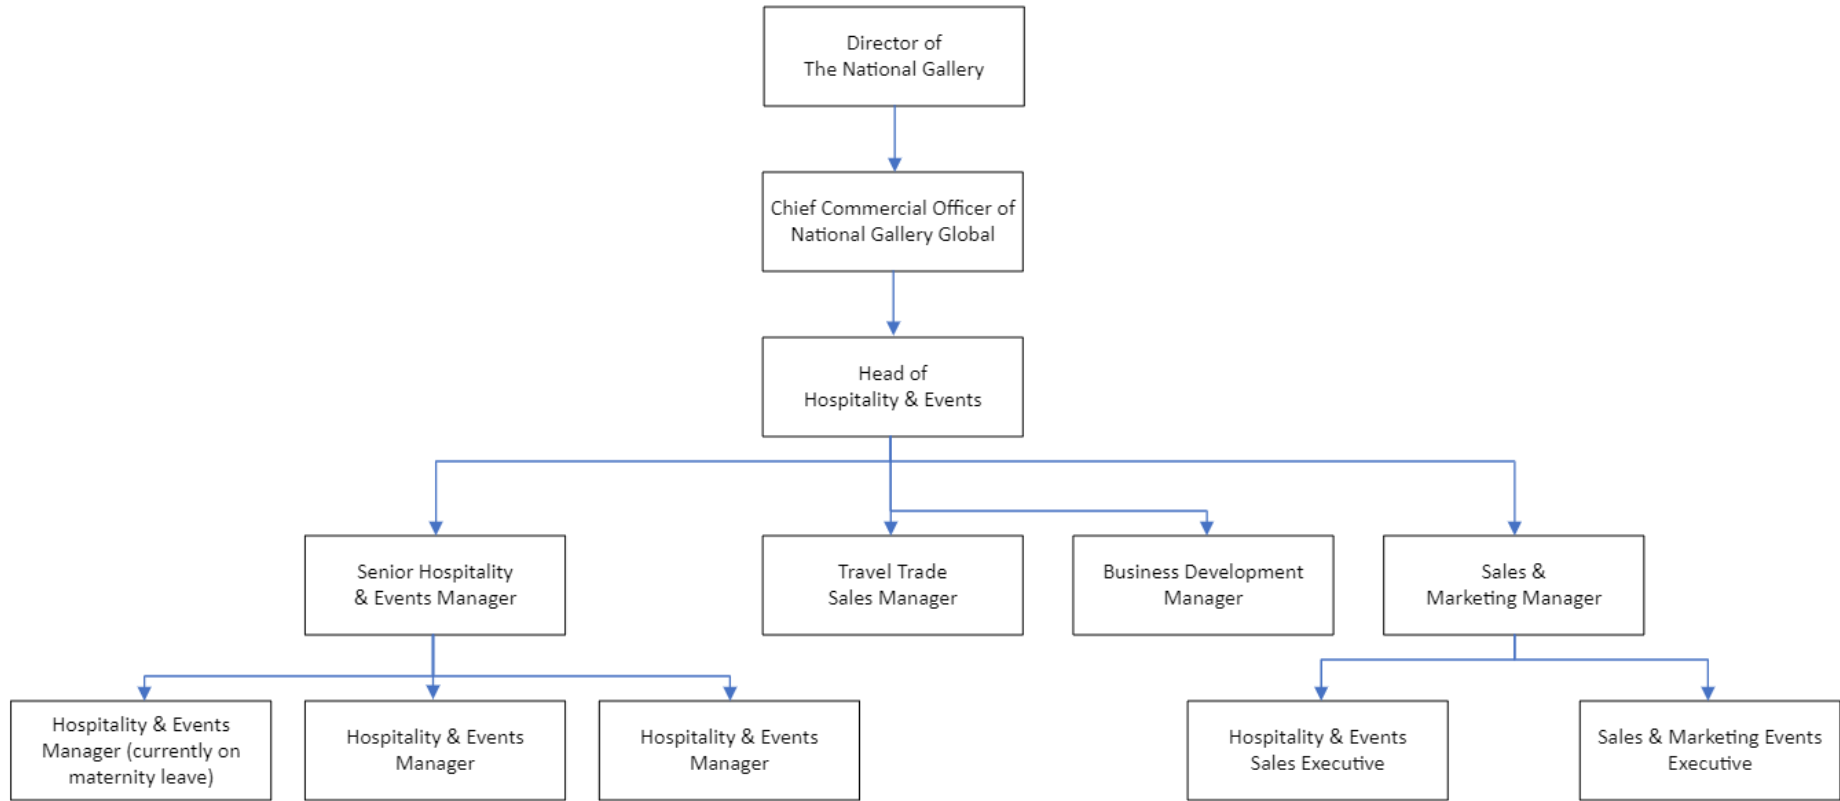 Director of
The National Gallery
Chief Commercial Officer of
National Gallery Global
Head of
Hospitality & Events
Senior Hospitality
& Events Manager
Travel Trade
Sales Manager
Business Development
Manager
Sales &
Marketing Manager
Hospitality & Events
Manager (currently on
maternity leave)
Hospitality & Events
Manager
Hospitality & Events
Manager
Hospitality & Events
Sales Executive
Sales & Marketing Events
Executive